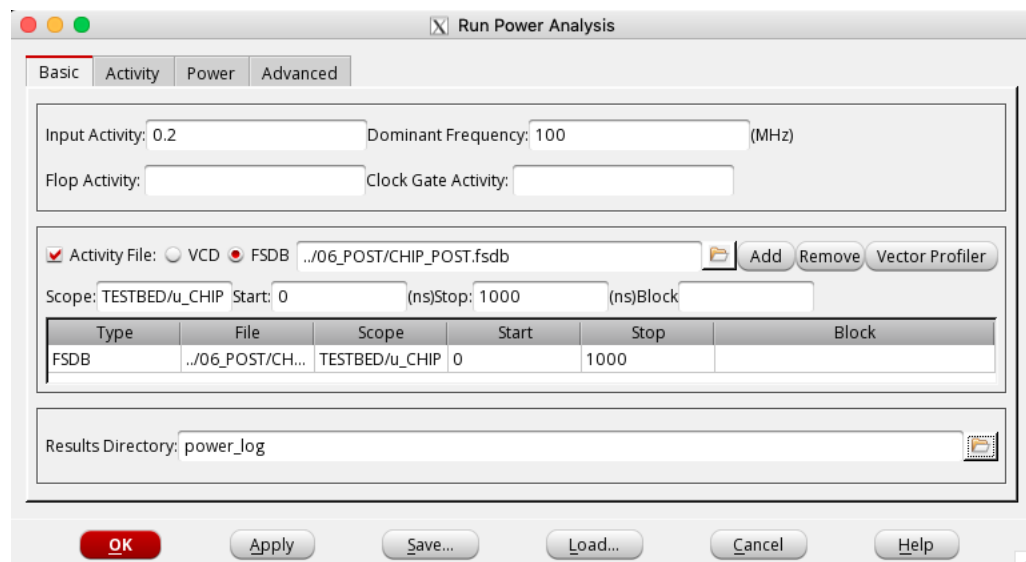 X Run Power Analysis
Basic Activity Power Advanced
Input Activity: 0.2 Dominant Frequency: 100 (MHz)
Flop Activity: Clock Gate Activity:
Activity File: VCD FSDB ../06_POST/CHIP_POST.fsdb Add Remove Vector Profiler
Scope: TESTBED/u_CHIP Start: 0 (ns)Stop: 1000 (ns)Block
Type File Scope Start Stop Block
FSDB ../06_POST/CH... TESTBED/u_CHIP 0 1000
Results Directory: power_log
OK Apply Save... Load... Cancel Help